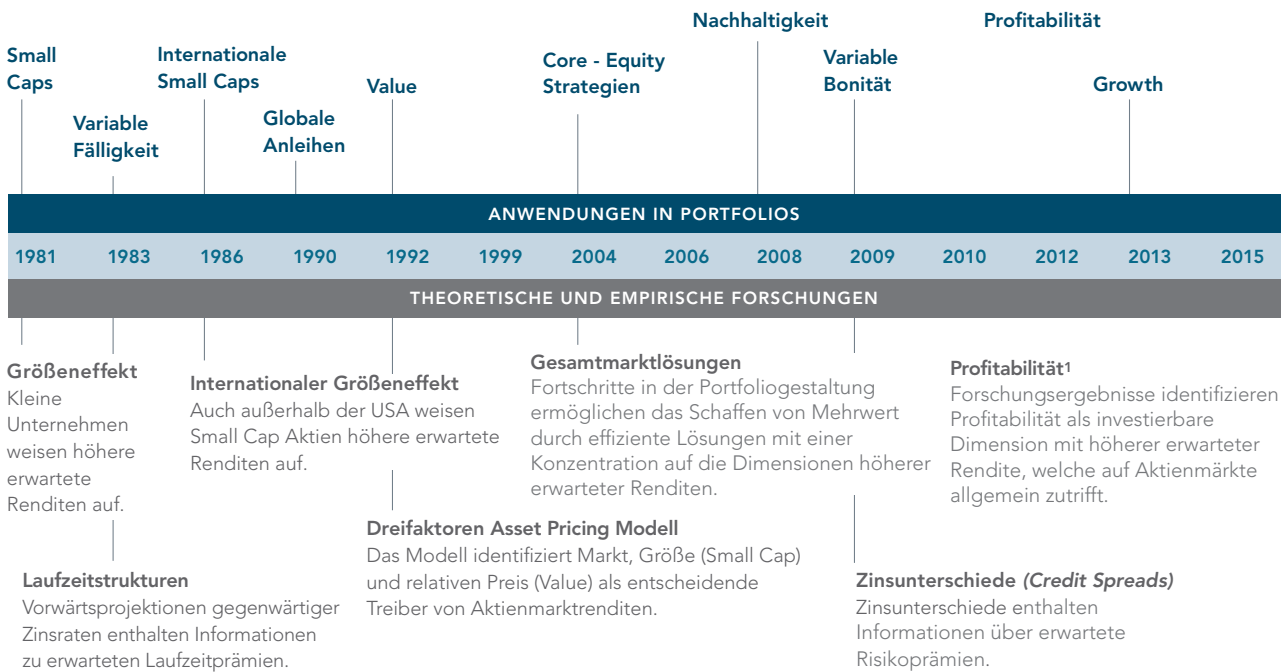 Small
Caps
Variable
Fälligkeit
Internationale
Small Caps
Globale
Anleihen
Value
Core - Equity
Strategien
Nachhaltigkeit
Variable
Bonität
Profitabilität
Growth
ANWENDUNGEN IN PORTFOLIOS
1981 1983 1986 1990 1992 1999 2004 2006 2008 2009 2010 2012 2013 2015
THEORETISCHE UND EMPIRISCHE FORSCHUNGEN
Größeneffekt
Kleine
Unternehmen
weisen höhere
erwartete
Renditen auf.
Laufzeitstrukturen
Vorwärtsprojektionen gegenwärtiger
Zinsraten enthalten Informationen
zu erwarteten Laufzeitprämien.
Internationaler Größeneffekt
Auch außerhalb der USA weisen
Small Cap Aktien höhere erwartete
Renditen auf.
Dreifaktoren Asset Pricing Modell
Das Modell identifiziert Markt, Größe (Small Cap)
und relativen Preis (Value) als entscheidende
Treiber von Aktienmarktrenditen.
Gesamtmarktlösungen
Fortschritte in der Portfoliogestaltung
ermöglichen das Schaffen von Mehrwert
durch effiziente Lösungen mit einer
Konzentration auf die Dimensionen höherer
erwarteter Renditen.
Zinsunterschiede (Credit Spreads)
Zinsunterschiede enthalten
Informationen über erwartete
Risikoprämien.
Profitabilität¹
Forschungsergebnisse identifizieren
Profitabilität als investierbare
Dimension mit höherer erwarteter
Rendite, welche auf Aktienmärkte
allgemein zutrifft.